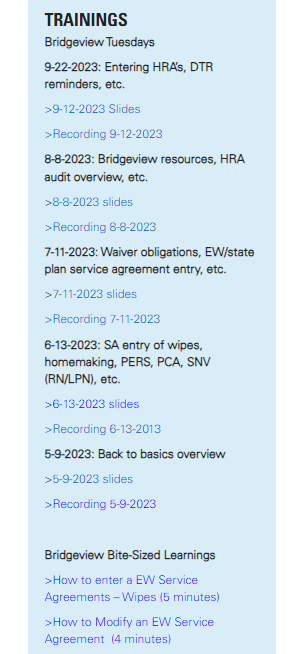 TRAININGS
Bridgeview Tuesdays
9-22-2023: Entering HRA's, DTR
reminders, etc.
>9-12-2023 Slides
>Recording 9-12-2023
8-8-2023: Bridgeview resources, HRA
audit overview, etc.
>8-8-2023 slides
>Recording 8-8-2023
7-11-2023: Waiver obligations, EW/state
plan service agreement entry, etc.
>7-11-2023 slides
>Recording 7-11-2023
6-13-2023: SA entry of wipes,
homemaking, PERS, PCA, SNV
(RN/LPN), etc.
>6-13-2023 slides
>Recording 6-13-2013
5-9-2023: Back to basics overview
>5-9-2023 slides
>Recording 5-9-2023
Bridgeview Bite-Sized Learnings
>How to enter a EW Service
Agreements – Wipes (5 minutes)
>How to Modify an EW Service
Agreement (4 minutes)